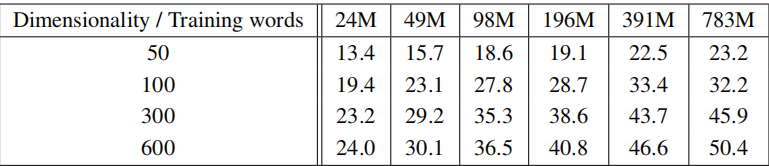 Dimensionality / Training words 24M 49M 98M 196M 391M 783M
50 13.4 15.7 18.6 19.1 22.5 23.2
100 19.4 23.1 27.8 28.7 33.4 32.2
300 23.2 29.2 35.3 38.6 43.7 45.9
600 24.0 30.1 36.5 40.8 46.6 50.4